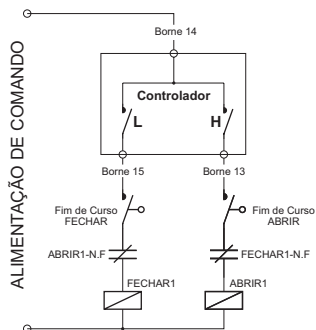 ALIMENTAÇÃO DE COMANDO
Borne 14
Controlador
L
H
Borne 15
Borne 13
Fim de Curso
FECHAR
Fim de Curso
ABRIR
ABRIR1-N.F
FECHAR1-N.F
FECHAR1
ABRIR1